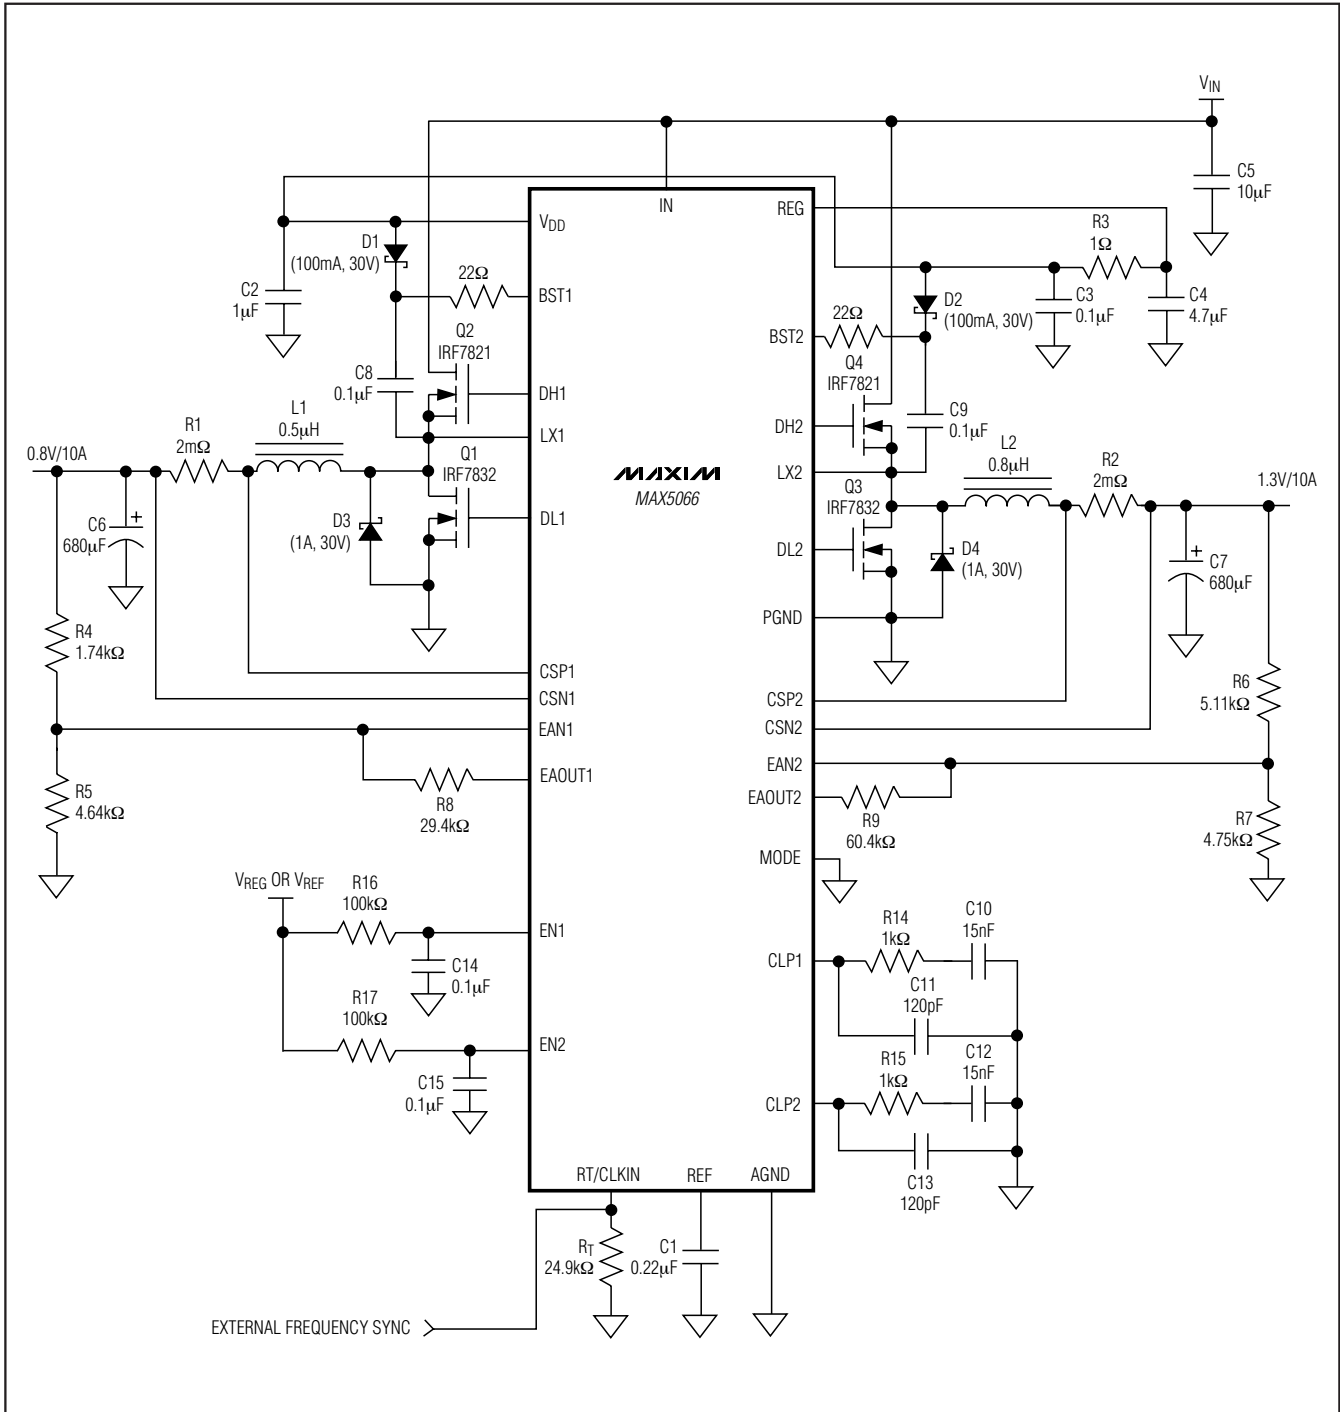 VIN
C5
10µF
IN
REG
R3
1Ω
VDD
D1
(100mA, 30V)
22Ω
C2
1µF
BST1
D2
(100mA, 30V)
C3
0.1µF
C4
4.7µF
22Ω
BST2
Q2
IRF7821
Q4
IRF7821
C8
0.1µF
DH1
C9
0.1µF
DH2
L1
0.5µH
R1
2mΩ
LX1
0.8V/10A
Q1
IRF7832
MAXIM
MAX5066
LX2
L2
0.8µH
R2
2mΩ
1.3V/10A
Q3
IRF7832
C6
680µF
+
D3
(1A, 30V)
DL1
DL2
D4
(1A, 30V)
+
C7
680µF
PGND
R4
1.74kΩ
CSP1
CSN1
EAN1
CSP2
CSN2
R6
5.11kΩ
EAN2
EAOUT1
R8
29.4kΩ
R5
4.64kΩ
EAOUT2
R9
60.4kΩ
R7
4.75kΩ
MODE
VREG OR VREF
R16
100kΩ
EN1
C14
0.1µF
R14
1kΩ
C10
15nF
CLP1
C11
120pF
R17
100kΩ
EN2
C15
0.1µF
R15
1kΩ
C12
15nF
CLP2
C13
120pF
RT/CLKIN
REF
AGND
RT
24.9kΩ
C1
0.22µF
EXTERNAL FREQUENCY SYNC